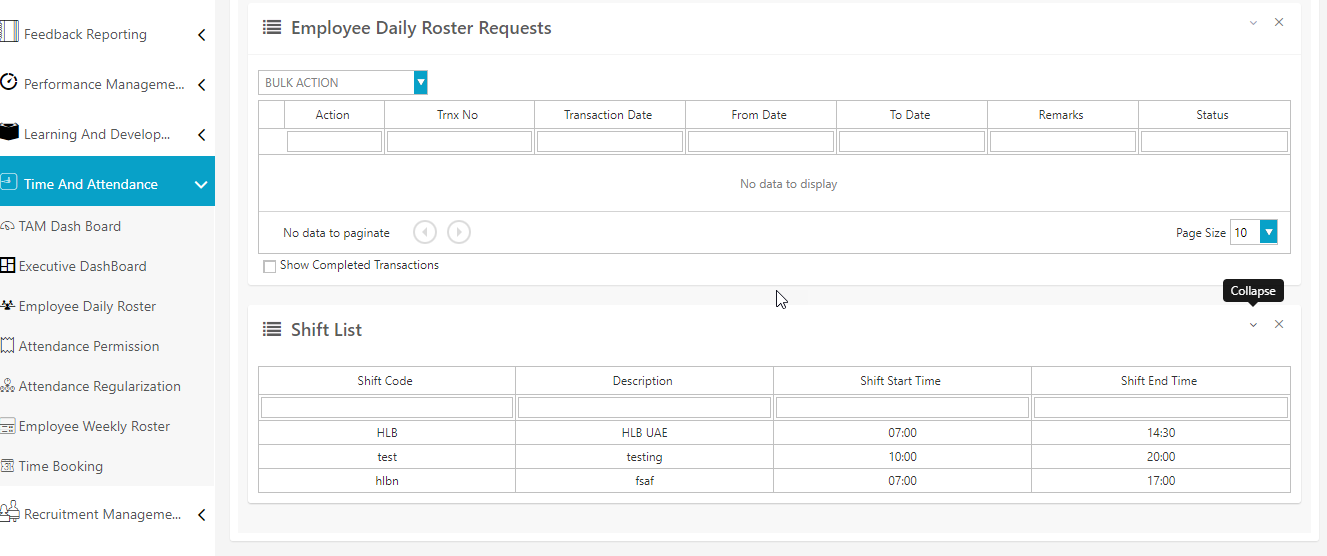 Feedback Reporting
Performance Manageme...
Learning And Develop...
Time And Attendance
TAM Dash Board
Executive DashBoard
Employee Daily Roster
Attendance Permission
Attendance Regularization
Employee Weekly Roster
Time Booking
Recruitment Manageme...
Employee Daily Roster Requests
BULK ACTION
Action Trnx No Transaction Date From Date To Date Remarks Status
No data to display
No data to paginate Page Size 10
Show Completed Transactions
Collapse
Shift List
Shift Code Description Shift Start Time Shift End Time
HLB HLB UAE 07:00 14:30
test testing 10:00 20:00
hlbn fsaf 07:00 17:00